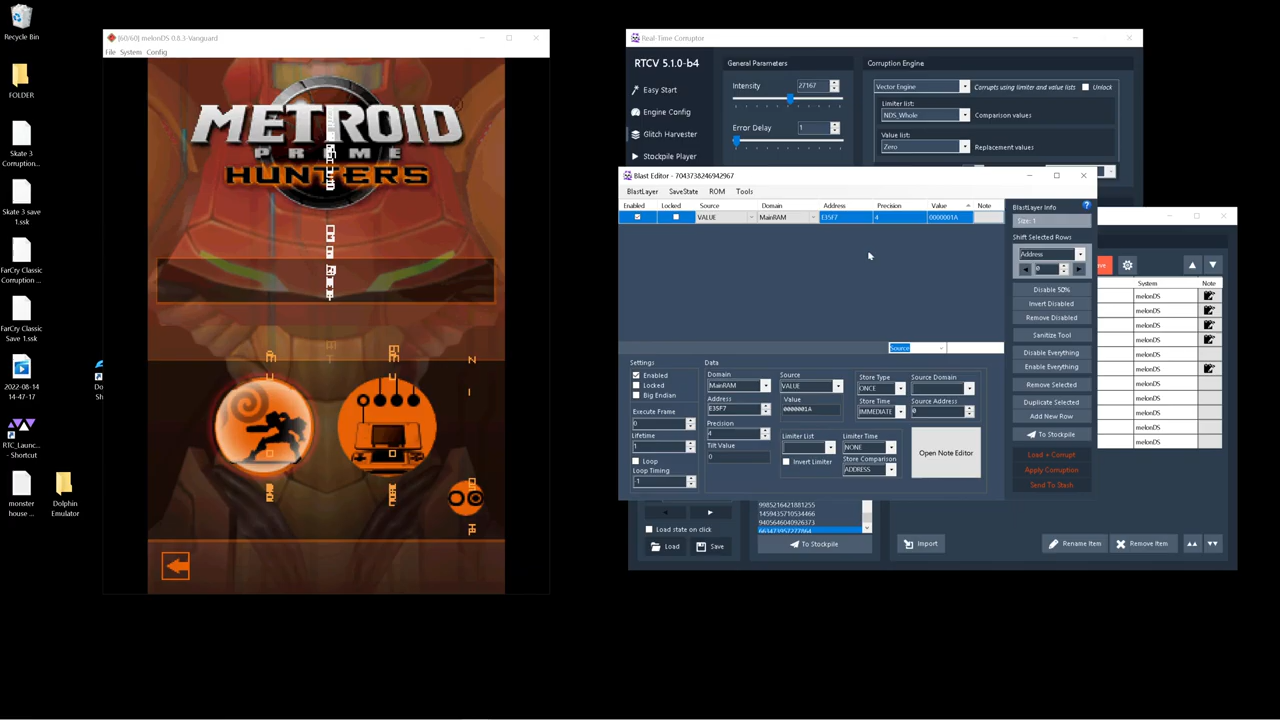 Recycle Bin
FOLDER
Skate 3
Corruption...
Skate 3 save
1.ssk
FarCry Classic
Corruption ...
FarCry Classic
Save 1.ssk
2022-08-14
14-47-17
RTC_Launc...
- Shortcut
monster
house ...
Dolphin
Emulator
[60/60] melonDS 0.8.3 Vanguard
File System Config
METROID
PRIME
HUNTERS
Real-Time Corruptor
RTCV 5.1.0-b4
Easy Start
Engine Config
Glitch Harvester
Stockpile Player
General Parameters
Intensity
27167
Error Delay
1
Corruption Engine
Vector Engine
Corrupts using limiter and value lists
Unlock
Limiter list:
NDS_Whole
Comparison values
Value list:
Zero
Replacement values
Blast Editor - 7043738246942967
BlastLayer SaveState ROM Tools
Enabled Locked Source Domain Address Precision Value Note
VALUE MainRAM E35F7 4 0000001A
BlastLayer Info
?
Size: 1
Shift Selected Rows
Address
0
Disable 50%
Invert Disabled
Remove Disabled
Sanitize Tool
Disable Everything
Enable Everything
Remove Selected
Duplicate Selected
Add New Row
To Stockpile
Load + Corrupt
Apply Corruption
Send To Stash
Source
Settings
Enabled
Locked
Big Endian
Execute Frame
0
Lifetime
1
Loop
Loop Timing
-1
Data
Domain
MainRAM
Address
E35F7
Precision
4
Tilt Value
0
Source
VALUE
Value
0000001A
Limiter List
Invert Limiter
Store Type
ONCE
Store Time
IMMEDIATE
Limiter Time
NONE
Store Comparison
ADDRESS
Source Domain
Source Address
0
Open Note Editor
System Note
melonDS
melonDS
melonDS
melonDS
melonDS
melonDS
melonDS
melonDS
melonDS
melonDS
melonDS
Load state on click
Load Save
9985216421881255
1459435710534466
9405646040926373
663473957277864
To Stockpile
Import
Rename Item
Remove Item